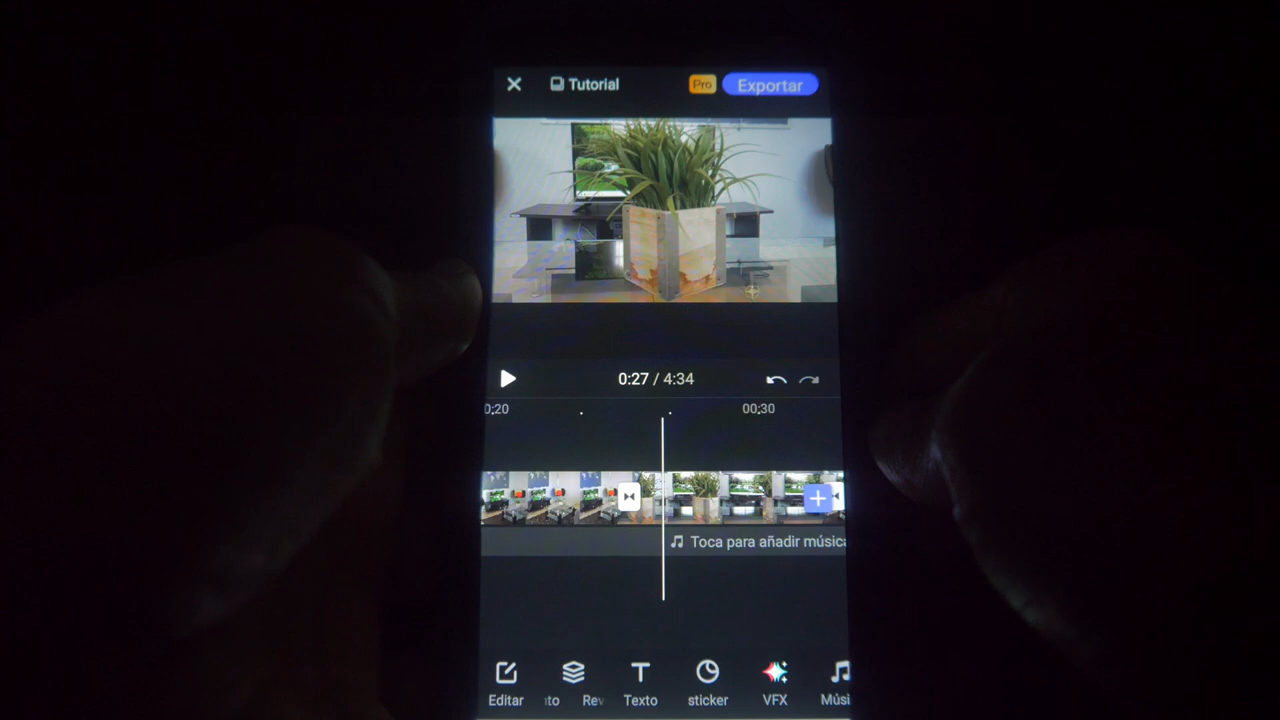 Tutorial
Pro
Exportar
0:27 / 4:34
0:20
00:30
Toca para añadir música
Editar
Texto
sticker
VFX